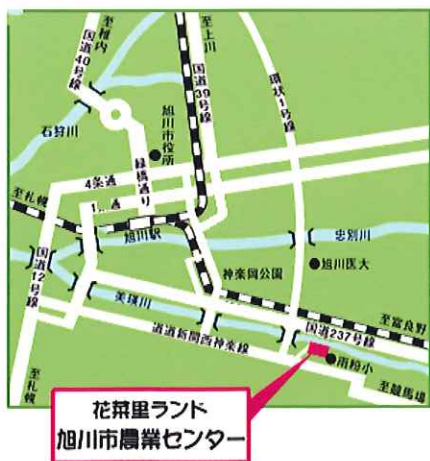 至稚内
国道40号線
至上川
国道39号線
環状1号線
石狩川
旭川市役所
緑橋通り
4条通
1条通
至札幌
旭川駅
忠別川
神楽岡公園
旭川医大
国道12号線
美瑛川
至富良野
国道237号線
道道新開西神楽線
雨粉小
至札幌
至競馬場
花菜里ランド
旭川市農業センター